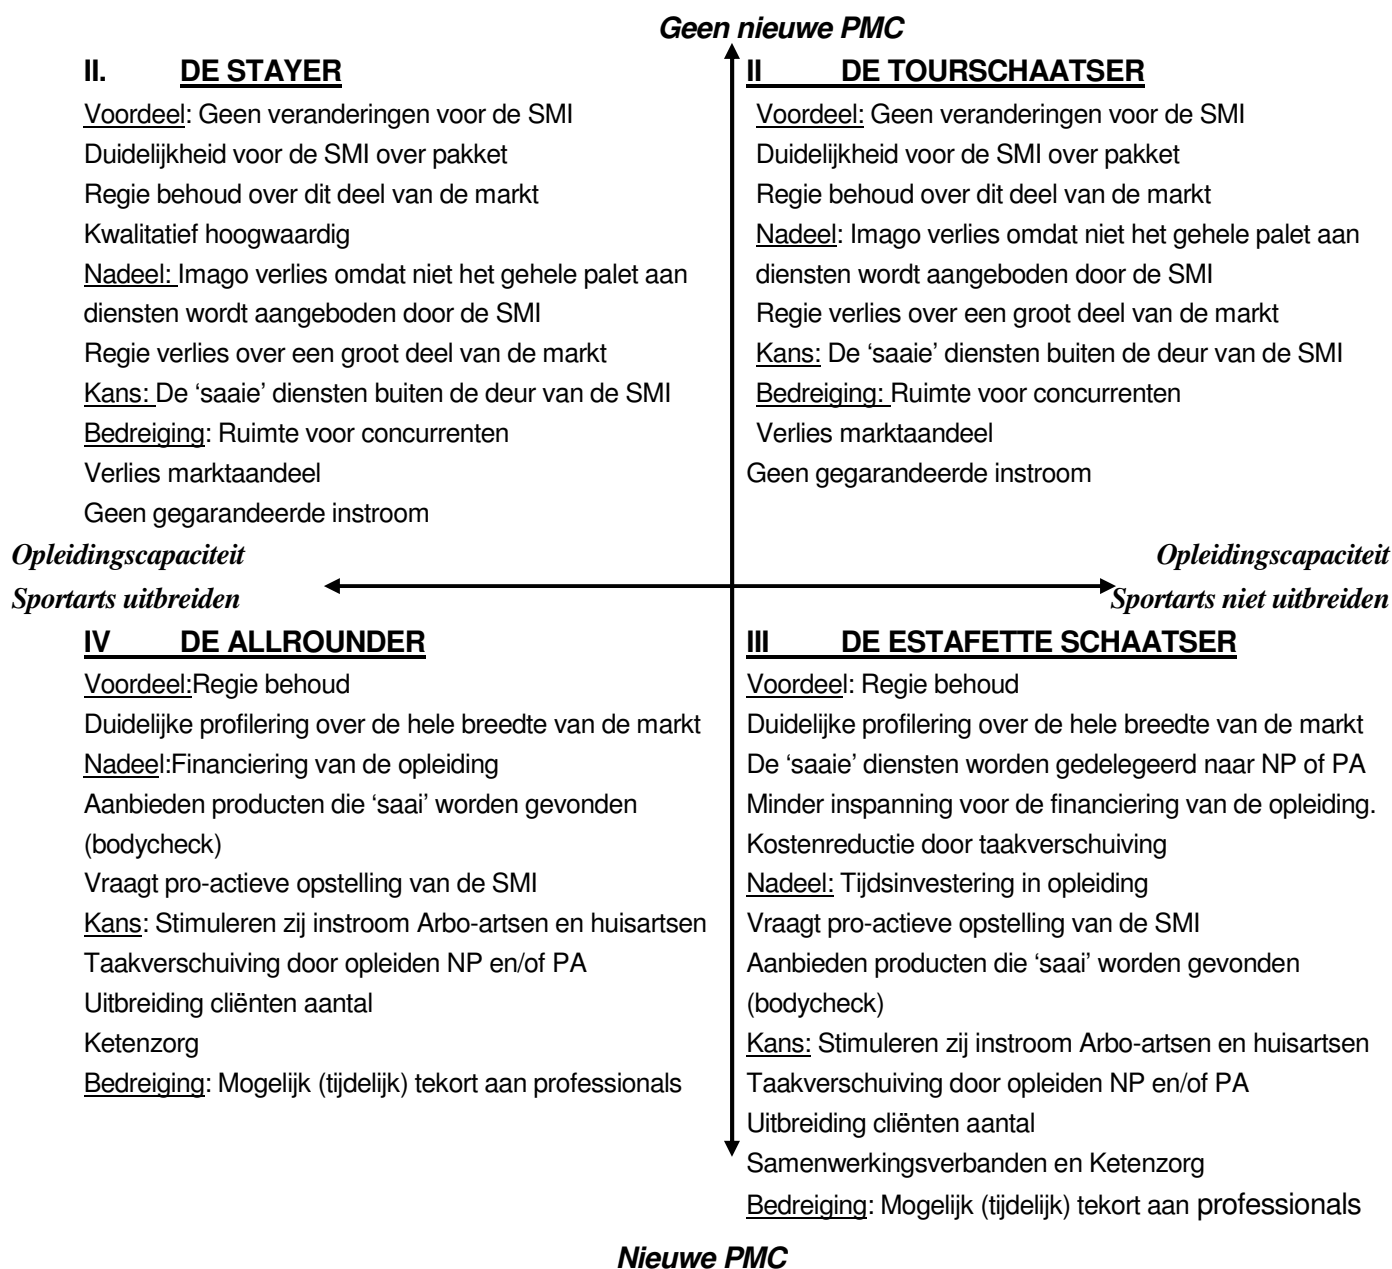 Geen nieuwe PMC
II. DE STAYER
Voordeel: Geen veranderingen voor de SMI
Duidelijkheid voor de SMI over pakket
Regie behoud over dit deel van de markt
Kwalitatief hoogwaardig
Nadeel: Imago verlies omdat niet het gehele palet aan
diensten wordt aangeboden door de SMI
Regie verlies over een groot deel van de markt
Kans: De ‘saaie’ diensten buiten de deur van de SMI
Bedreiging: Ruimte voor concurrenten
Verlies marktaandeel
Geen gegarandeerde instroom
II DE TOURSCHAATSER
Voordeel: Geen veranderingen voor de SMI
Duidelijkheid voor de SMI over pakket
Regie behoud over dit deel van de markt
Nadeel: Imago verlies omdat niet het gehele palet aan
diensten wordt aangeboden door de SMI
Regie verlies over een groot deel van de markt
Kans: De ‘saaie’ diensten buiten de deur van de SMI
Bedreiging: Ruimte voor concurrenten
Verlies marktaandeel
Geen gegarandeerde instroom
Opleidingscapaciteit
Sportarts uitbreiden
Opleidingscapaciteit
Sportarts niet uitbreiden
IV DE ALLROUNDER
Voordeel:Regie behoud
Duidelijke profilering over de hele breedte van de markt
Nadeel:Financiering van de opleiding
Aanbieden producten die ‘saai’ worden gevonden
(bodycheck)
Vraagt pro-actieve opstelling van de SMI
Kans: Stimuleren zij instroom Arbo-artsen en huisartsen
Taakverschuiving door opleiden NP en/of PA
Uitbreiding cliënten aantal
Ketenzorg
Bedreiging: Mogelijk (tijdelijk) tekort aan professionals
III DE ESTAFETTE SCHAATSER
Voordeel: Regie behoud
Duidelijke profilering over de hele breedte van de markt
De ‘saaie’ diensten worden gedelegeerd naar NP of PA
Minder inspanning voor de financiering van de opleiding.
Kostenreductie door taakverschuiving
Nadeel: Tijdsinvestering in opleiding
Vraagt pro-actieve opstelling van de SMI
Aanbieden producten die ‘saai’ worden gevonden
(bodycheck)
Kans: Stimuleren zij instroom Arbo-artsen en huisartsen
Taakverschuiving door opleiden NP en/of PA
Uitbreiding cliënten aantal
Samenwerkingsverbanden en Ketenzorg
Bedreiging: Mogelijk (tijdelijk) tekort aan professionals
Nieuwe PMC